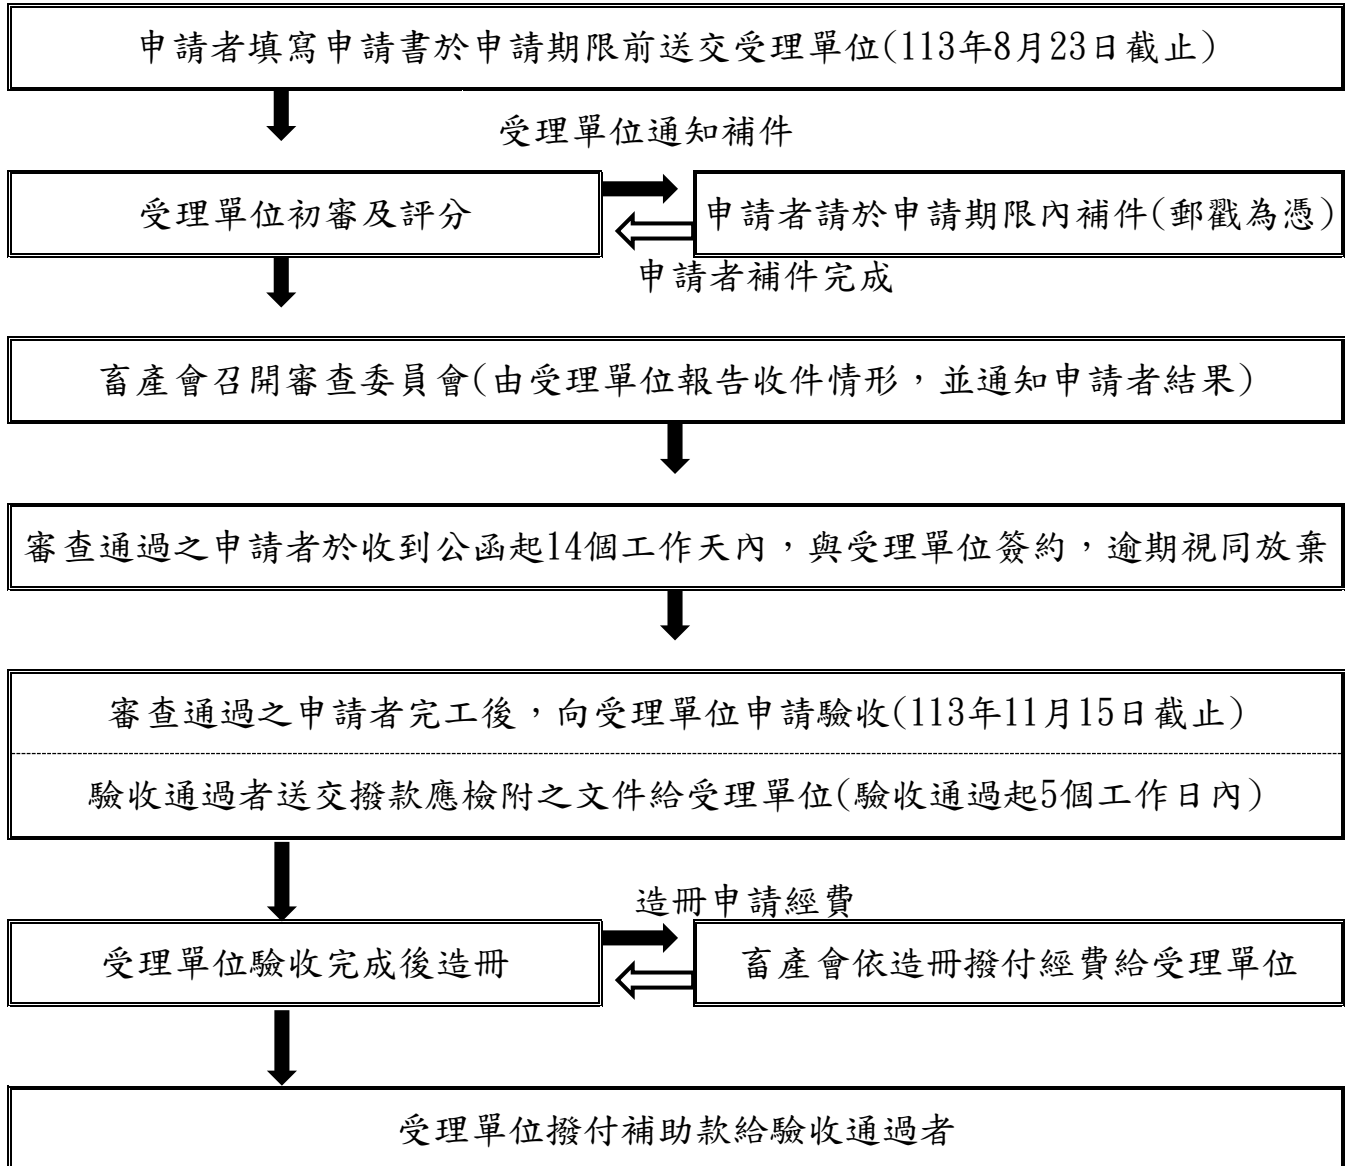 申請者填寫申請書於申請期限前送交受理單位(113年8月23日截止)
受理單位通知補件
受理單位初審及評分
申請者請於申請期限內補件(郵戳為憑)
申請者補件完成
畜產會召開審查委員會(由受理單位報告收件情形，並通知申請者結果)
審查通過之申請者於收到公函起14個工作天內，與受理單位簽約，逾期視同放棄
審查通過之申請者完工後，向受理單位申請驗收(113年11月15日截止)
驗收通過者送交撥款應檢附之文件給受理單位(驗收通過起5個工作日內)
造冊申請經費
受理單位驗收完成後造冊
畜產會依造冊撥付經費給受理單位
受理單位撥付補助款給驗收通過者